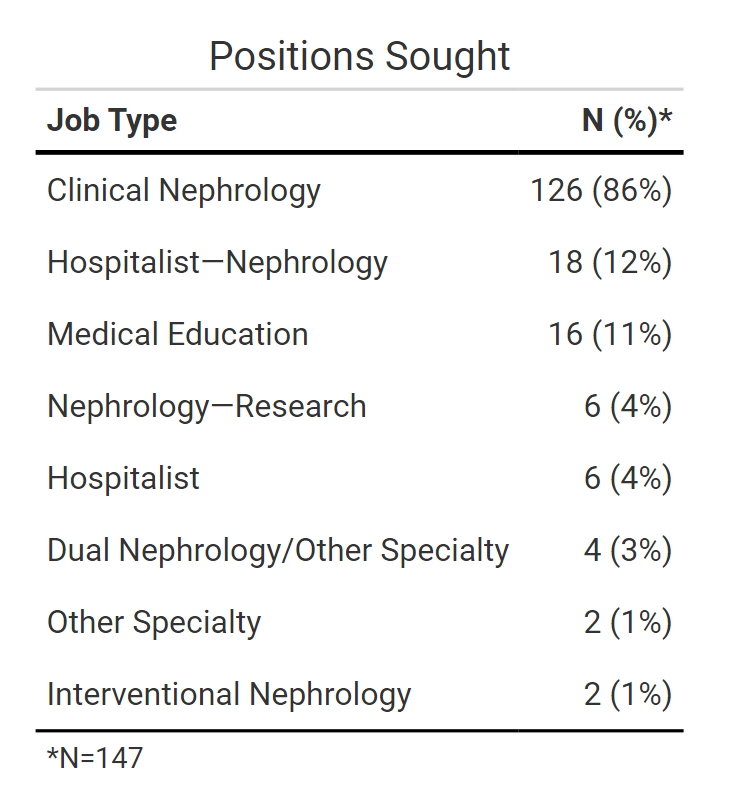 Positions Sought
Job Type N (%)*
Clinical Nephrology 126 (86%)
Hospitalist—Nephrology 18 (12%)
Medical Education 16 (11%)
Nephrology—Research 6 (4%)
Hospitalist 6 (4%)
Dual Nephrology/Other Specialty 4 (3%)
Other Specialty 2 (1%)
Interventional Nephrology 2 (1%)
*N=147